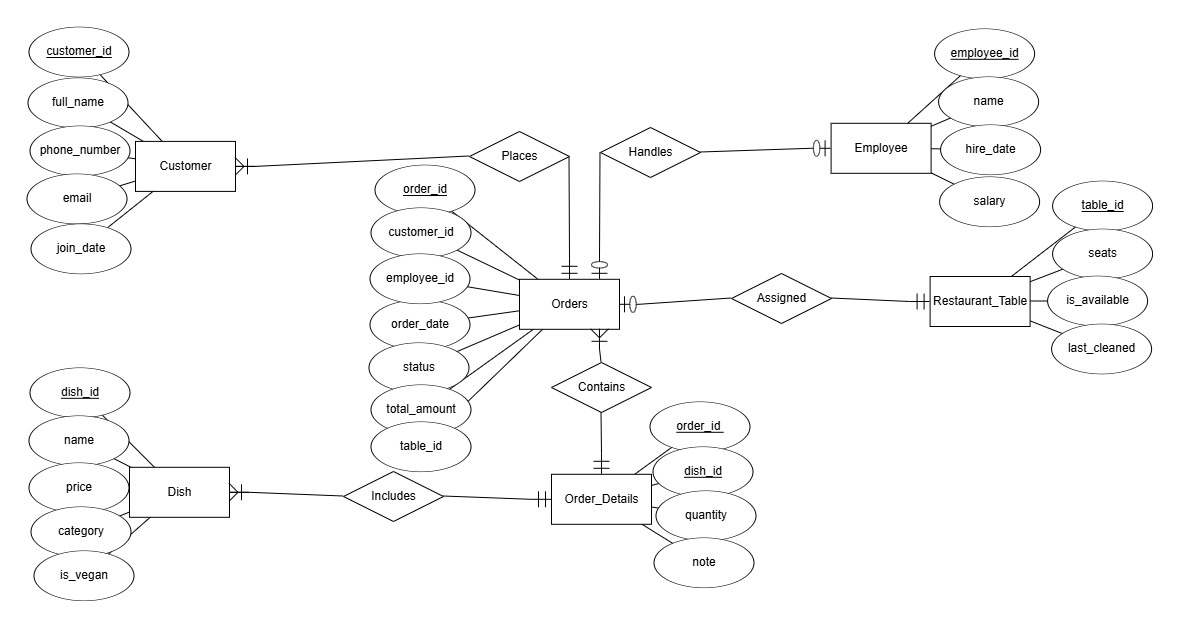 customer_id
full_name
phone_number
email
join_date
Customer
Places
Handles
employee_id
name
hire_date
salary
Employee
order_id
customer_id
employee_id
order_date
status
total_amount
table_id
Orders
Assigned
table_id
seats
is_available
last_cleaned
Restaurant_Table
Contains
dish_id
name
price
category
is_vegan
Dish
Includes
order_id
dish_id
quantity
note
Order_Details